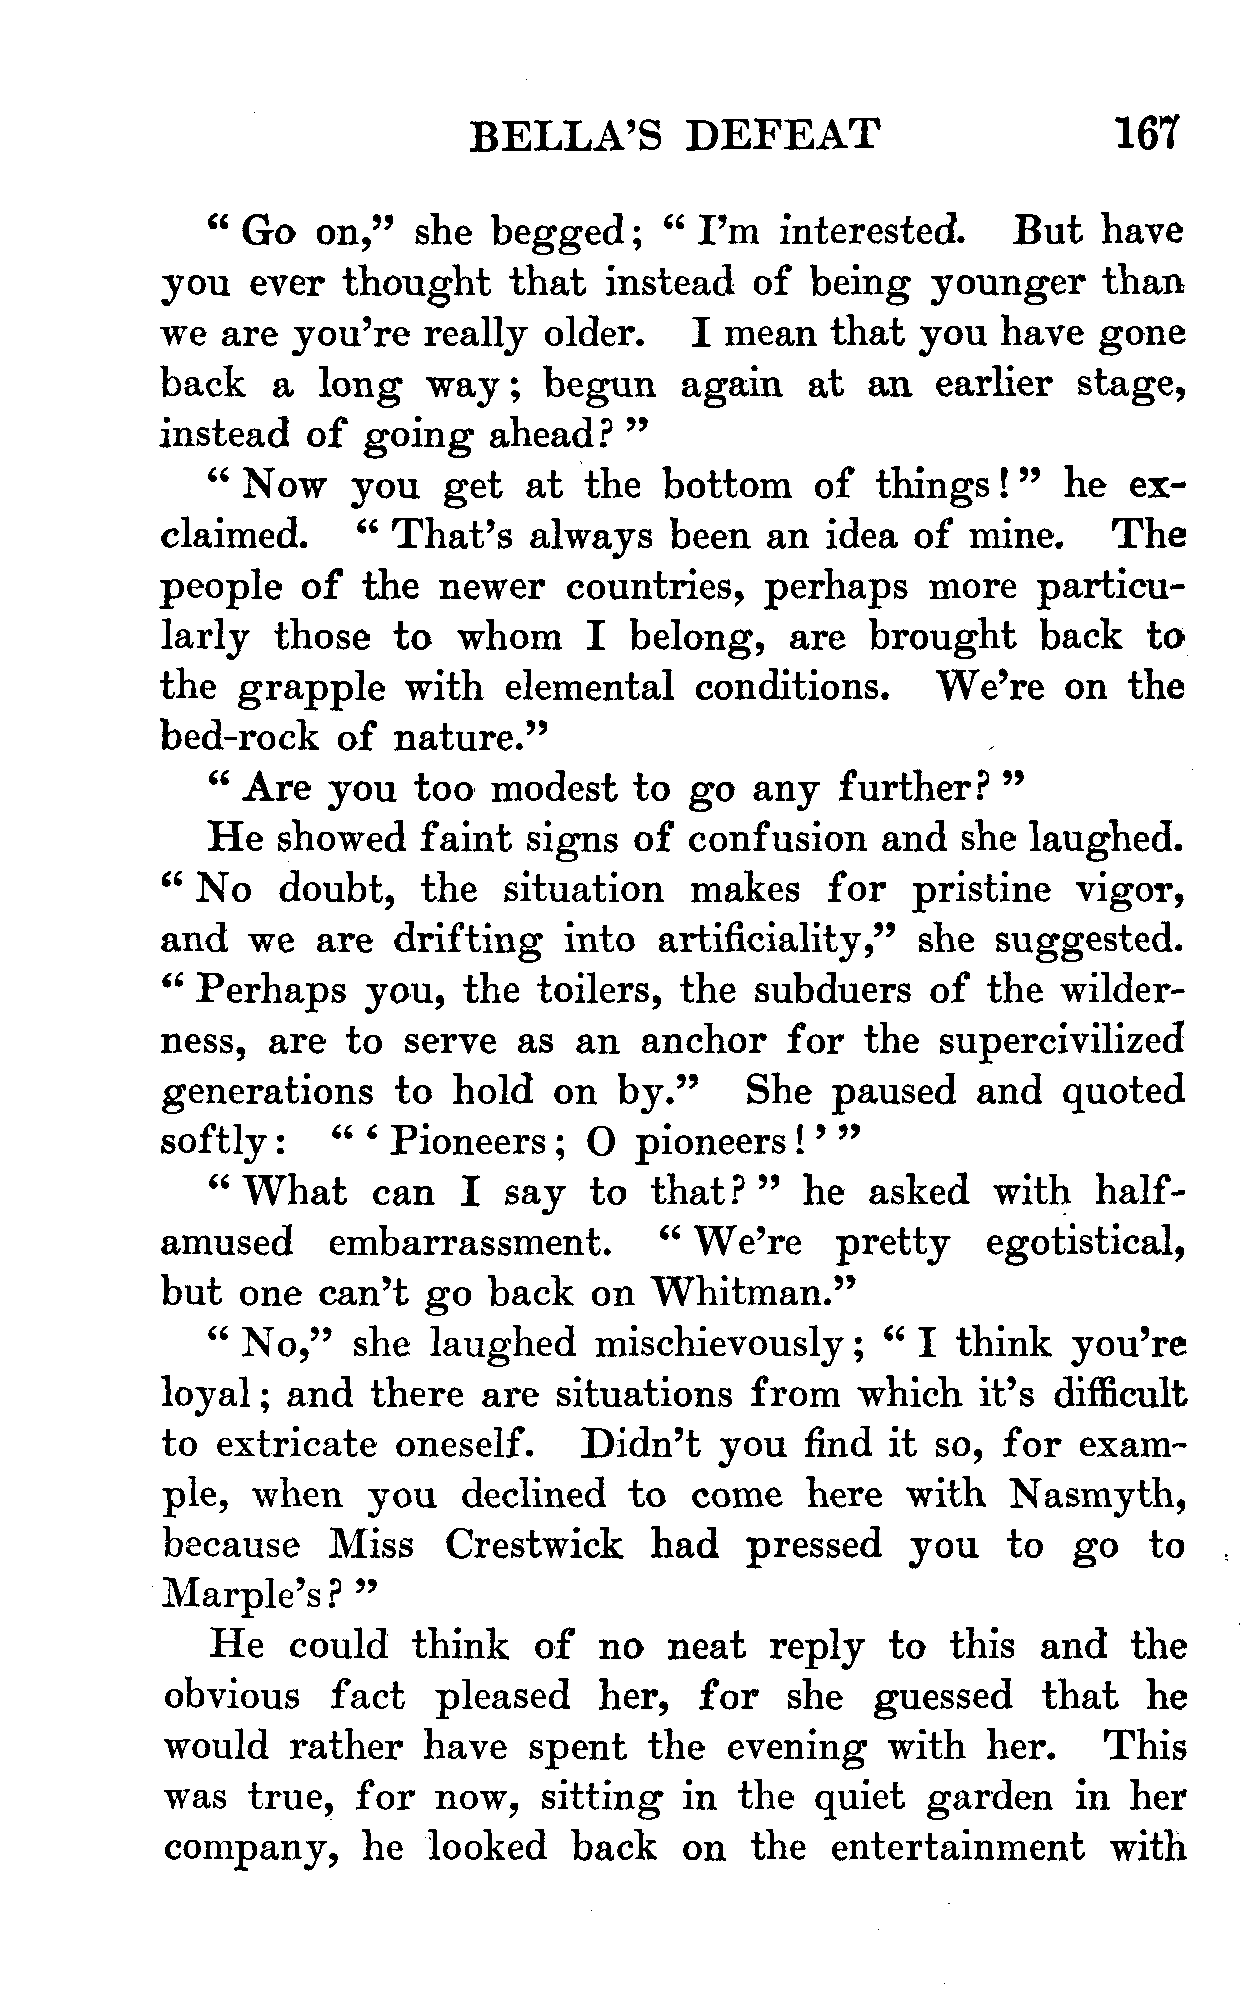 BELLA'S DEFEAT 167
" Go on," she begged; " I'm interested. But have
you ever thought that instead of being younger than
we are you're really older. I mean that you have gone
back a long way; begun again at an earlier stage,
instead of going ahead? "
" Now you get at the bottom of things! " he ex-
claimed. " That's always been an idea of mine. The
people of the newer countries, perhaps more particu-
larly those to whom I belong, are brought back to
the grapple with elemental conditions. We're on the
bed-rock of nature."
" Are you too modest to go any further? "
He showed faint signs of confusion and she laughed.
" No doubt, the situation makes for pristine vigor,
and we are drifting into artificiality," she suggested.
" Perhaps you, the toilers, the subduers of the wilder-
ness, are to serve as an anchor for the supercivilized
generations to hold on by." She paused and quoted
softly: " ' Pioneers; O pioneers! ' "
" What can I say to that? " he asked with half-
amused embarrassment. " We're pretty egotistical,
but one can't go back on Whitman."
" No," she laughed mischievously; " I think you're
loyal; and there are situations from which it's difficult
to extricate oneself. Didn't you find it so, for exam-
ple, when you declined to come here with Nasmyth,
because Miss Crestwick had pressed you to go to
Marple's? "
He could think of no neat reply to this and the
obvious fact pleased her, for she guessed that he
would rather have spent the evening with her. This
was true, for now, sitting in the quiet garden in her
company, he looked back on the entertainment with